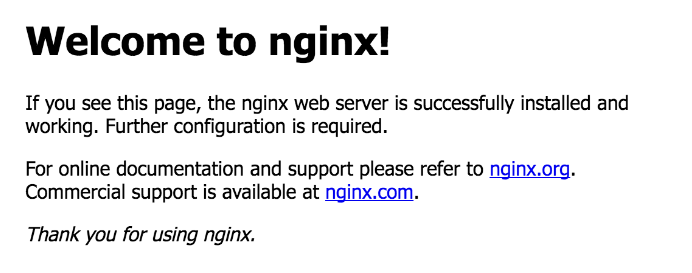 Welcome to nginx!
If you see this page, the nginx web server is successfully installed and
working. Further configuration is required.
For online documentation and support please refer to nginx.org.
Commercial support is available at nginx.com.
Thank you for using nginx.